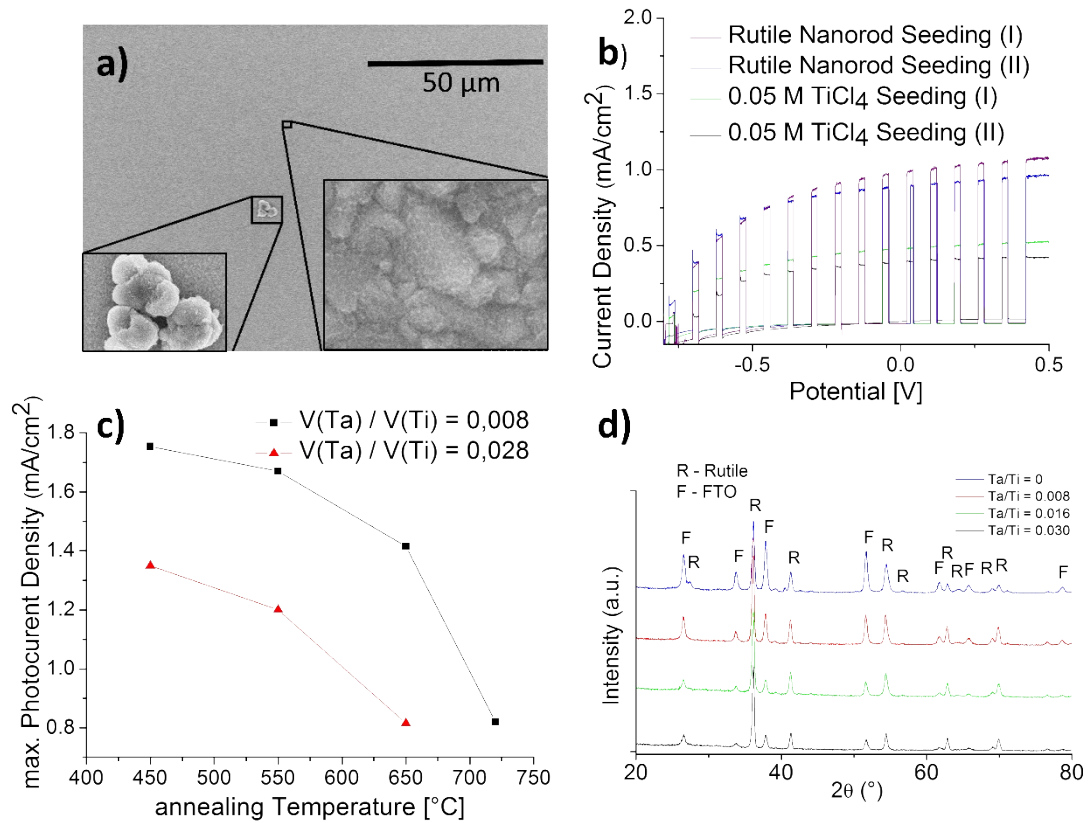 a)
50 µm
b)
Rutile Nanorod Seeding (I)
Rutile Nanorod Seeding (II)
0.05 M TiCl4 Seeding (I)
0.05 M TiCl4 Seeding (II)
Current Density (mA/cm2)
2.0
1.5
1.0
0.5
0.0
-0.5
0.0
0.5
Potential [V]
c)
V(Ta) / V(Ti) = 0,008
V(Ta) / V(Ti) = 0,028
max. Photocurent Density (mA/cm2)
1.8
1.6
1.4
1.2
1.0
0.8
400
450
500
550
600
650
700
750
annealing Temperature [°C]
d)
R - Rutile
F - FTO
Ta/Ti = 0
Ta/Ti = 0.008
Ta/Ti = 0.016
Ta/Ti = 0.030
F
R
F
R
F
R
F
R
R
F
R
R
F
R
R
F
Intensity (a.u.)
20
40
60
80
2θ (°)